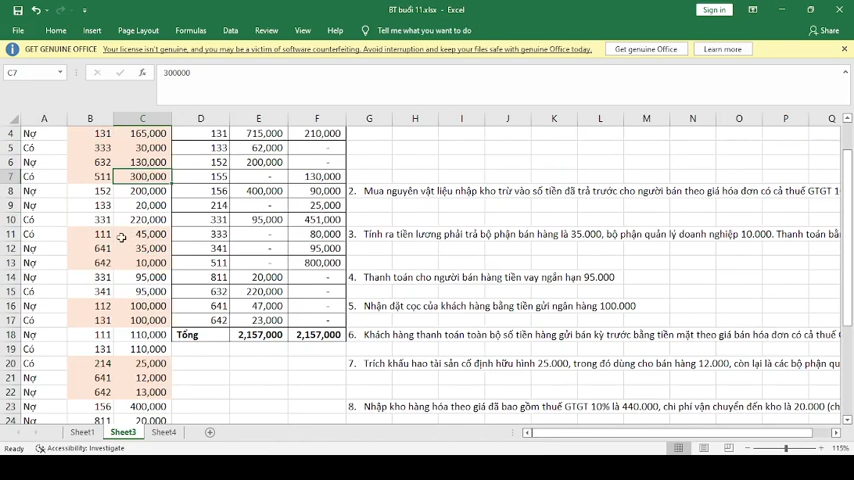 BT buổi 11.xlsx - Excel
Sign in
File Home Insert Page Layout Formulas Data Review View Help Tell me what you want to do Share
GET GENUINE OFFICE Your license isn't genuine, and you may be a victim of software counterfeiting. Avoid interruption and keep your files safe with genuine Office today. Get genuine Office Learn more
C7 fx 300000
A B C D E F G H I J K L M N O P Q
4 Nợ 131 165,000 131 715,000 210,000
5 Có 333 30,000 133 62,000 -
6 Nợ 632 130,000 152 200,000 -
7 Có 511 300,000 155 - 130,000
8 Nợ 152 200,000 156 400,000 90,000 2. Mua nguyên vật liệu nhập kho trừ vào số tiền đã trả trước cho người bán theo giá hóa đơn có cả thuế GTGT 10
9 Nợ 133 20,000 214 - 25,000
10 Có 331 220,000 331 95,000 451,000
11 Có 111 45,000 333 - 80,000 3. Tính ra tiền lương phải trả bộ phận bán hàng là 35.000, bộ phận quản lý doanh nghiệp 10.000. Thanh toán bằ
12 Nợ 641 35,000 341 - 95,000
13 Nợ 642 10,000 511 - 800,000
14 Nợ 331 95,000 811 20,000 - 4. Thanh toán cho người bán hàng tiền vay ngắn hạn 95.000
15 Có 341 95,000 632 220,000 -
16 Nợ 112 100,000 641 47,000 - 5. Nhận đặt cọc của khách hàng bằng tiền gửi ngân hàng 100.000
17 Có 131 100,000 642 23,000 -
18 Nợ 111 110,000 Tổng 2,157,000 2,157,000 6. Khách hàng thanh toán toàn bộ số tiền hàng gửi bán kỳ trước bằng tiền mặt theo giá bán hóa đơn có cả thuế G
19 Có 131 110,000
20 Có 214 25,000 7. Trích khấu hao tài sản cố định hữu hình 25.000, trong đó dùng cho bán hàng 12.000, còn lại là các bộ phận qu
21 Nợ 641 12,000
22 Nợ 642 13,000
23 Nợ 156 400,000 8. Nhập kho hàng hóa theo giá đã bao gồm thuế GTGT 10% là 440.000, chi phí vận chuyển đến kho là 20.000 (ch
24 Nợ 811 20,000
Sheet1 Sheet3 Sheet4
Ready Accessibility: Investigate 115%